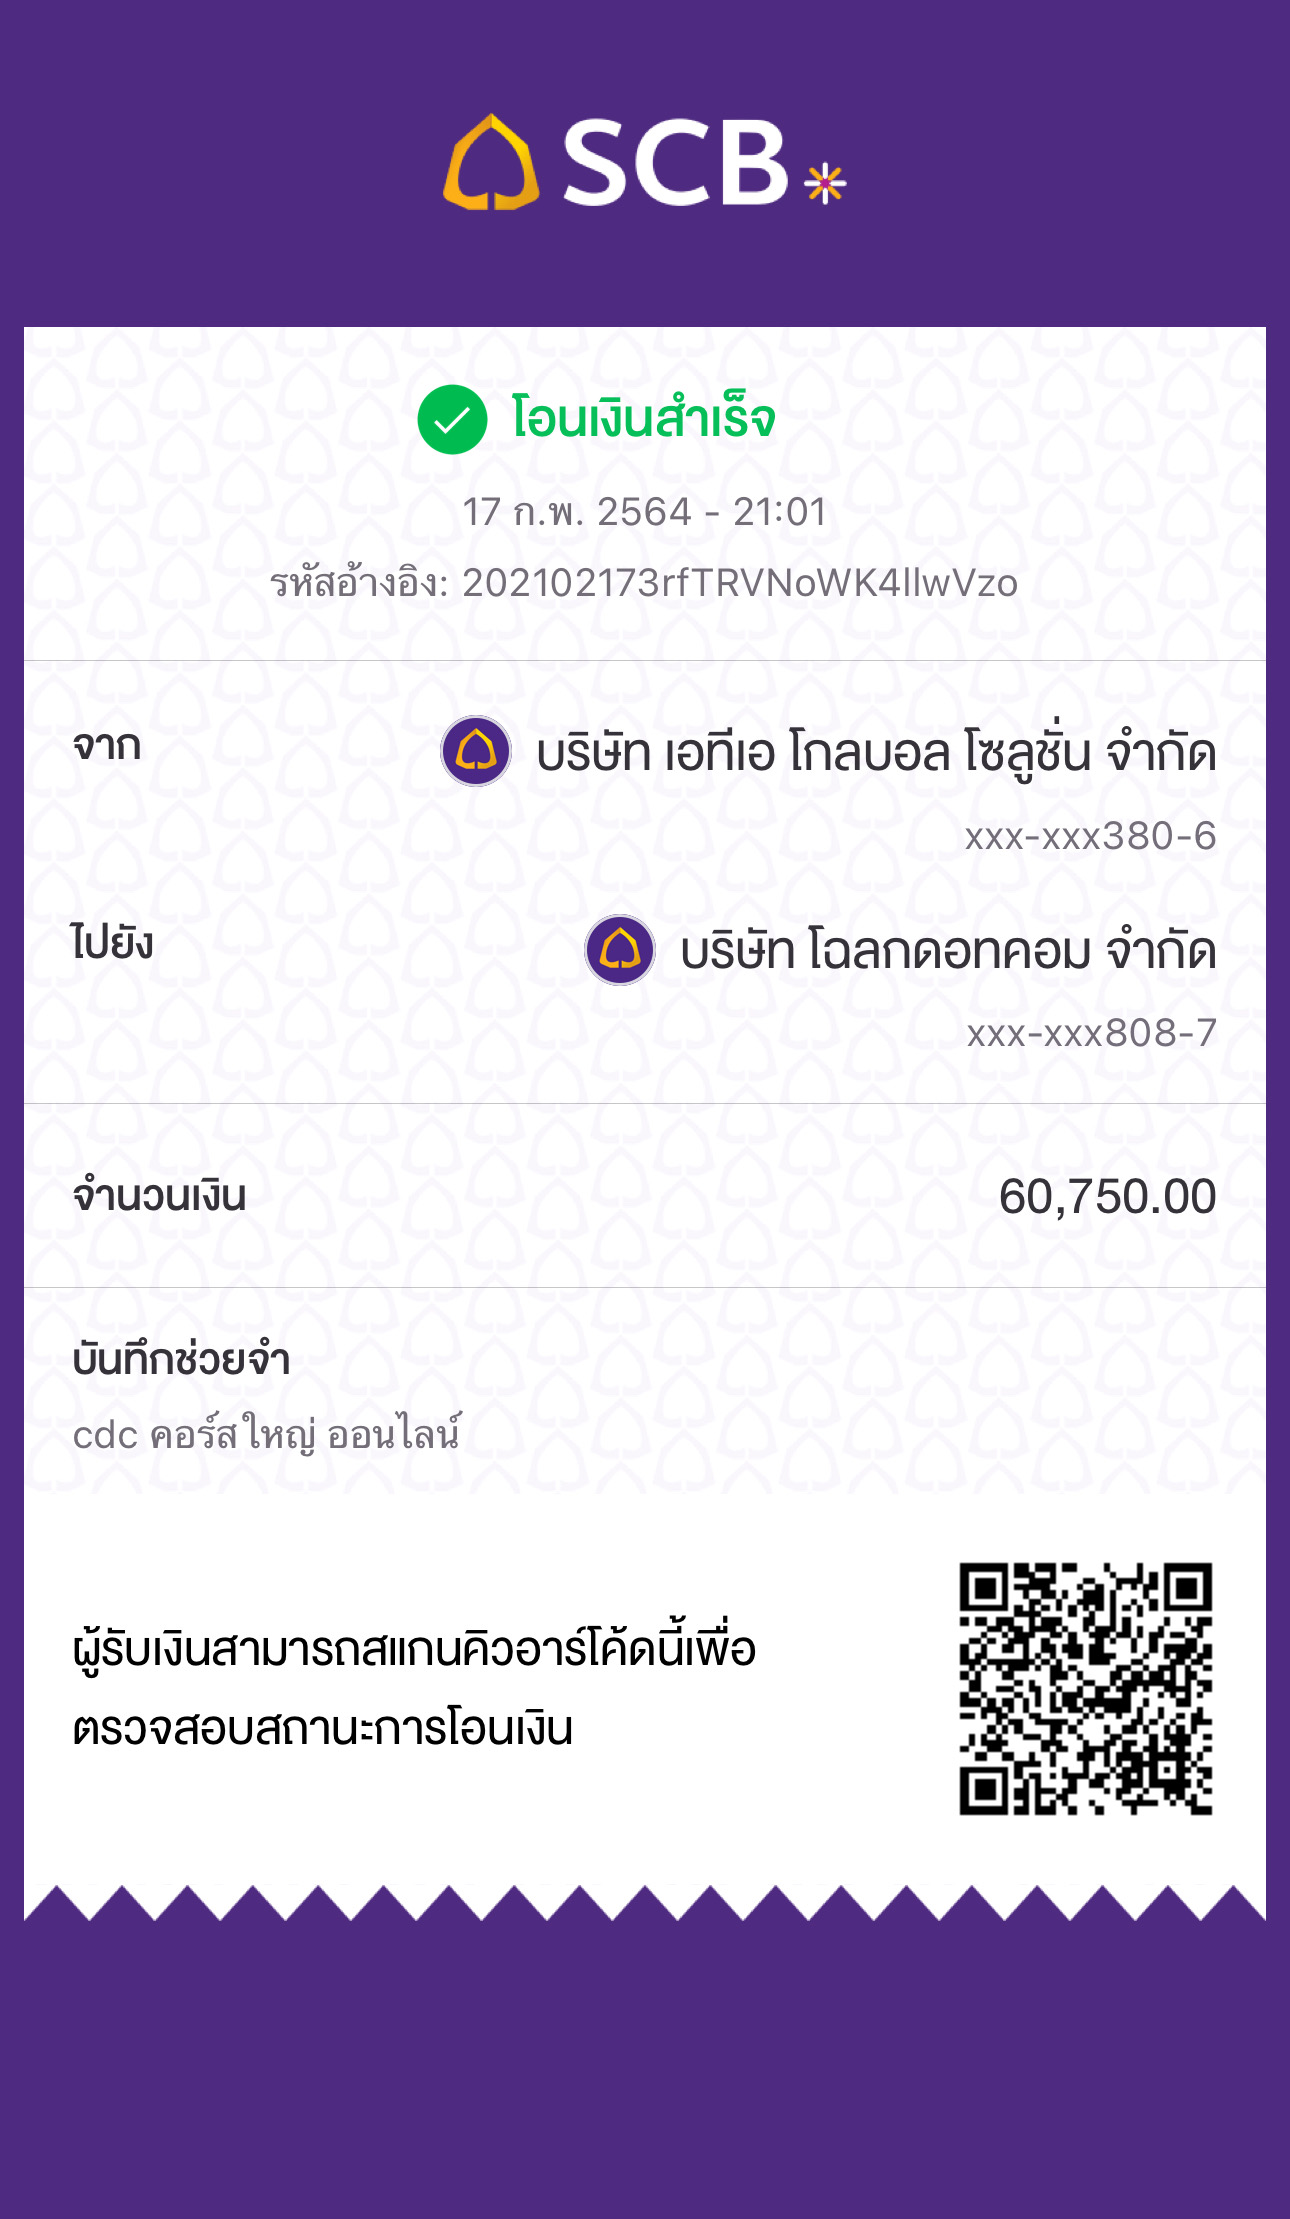 SCB
โอนเงินสำเร็จ
17 ก.พ. 2564 - 21:01
รหัสอ้างอิง: 202102173rfTRVNoWK4llwVzo
จาก
บริษัท เอทีเอ โกลบอล โซลูชั่น จำกัด
xxx-xxx380-6
ไปยัง
บริษัท โฉลกดอทคอม จำกัด
xxx-xxx808-7
จำนวนเงิน
60,750.00
บันทึกช่วยจำ
cdc คอร์สใหญ่ ออนไลน์
ผู้รับเงินสามารถสแกนคิวอาร์โค้ดนี้เพื่อ
ตรวจสอบสถานะการโอนเงิน